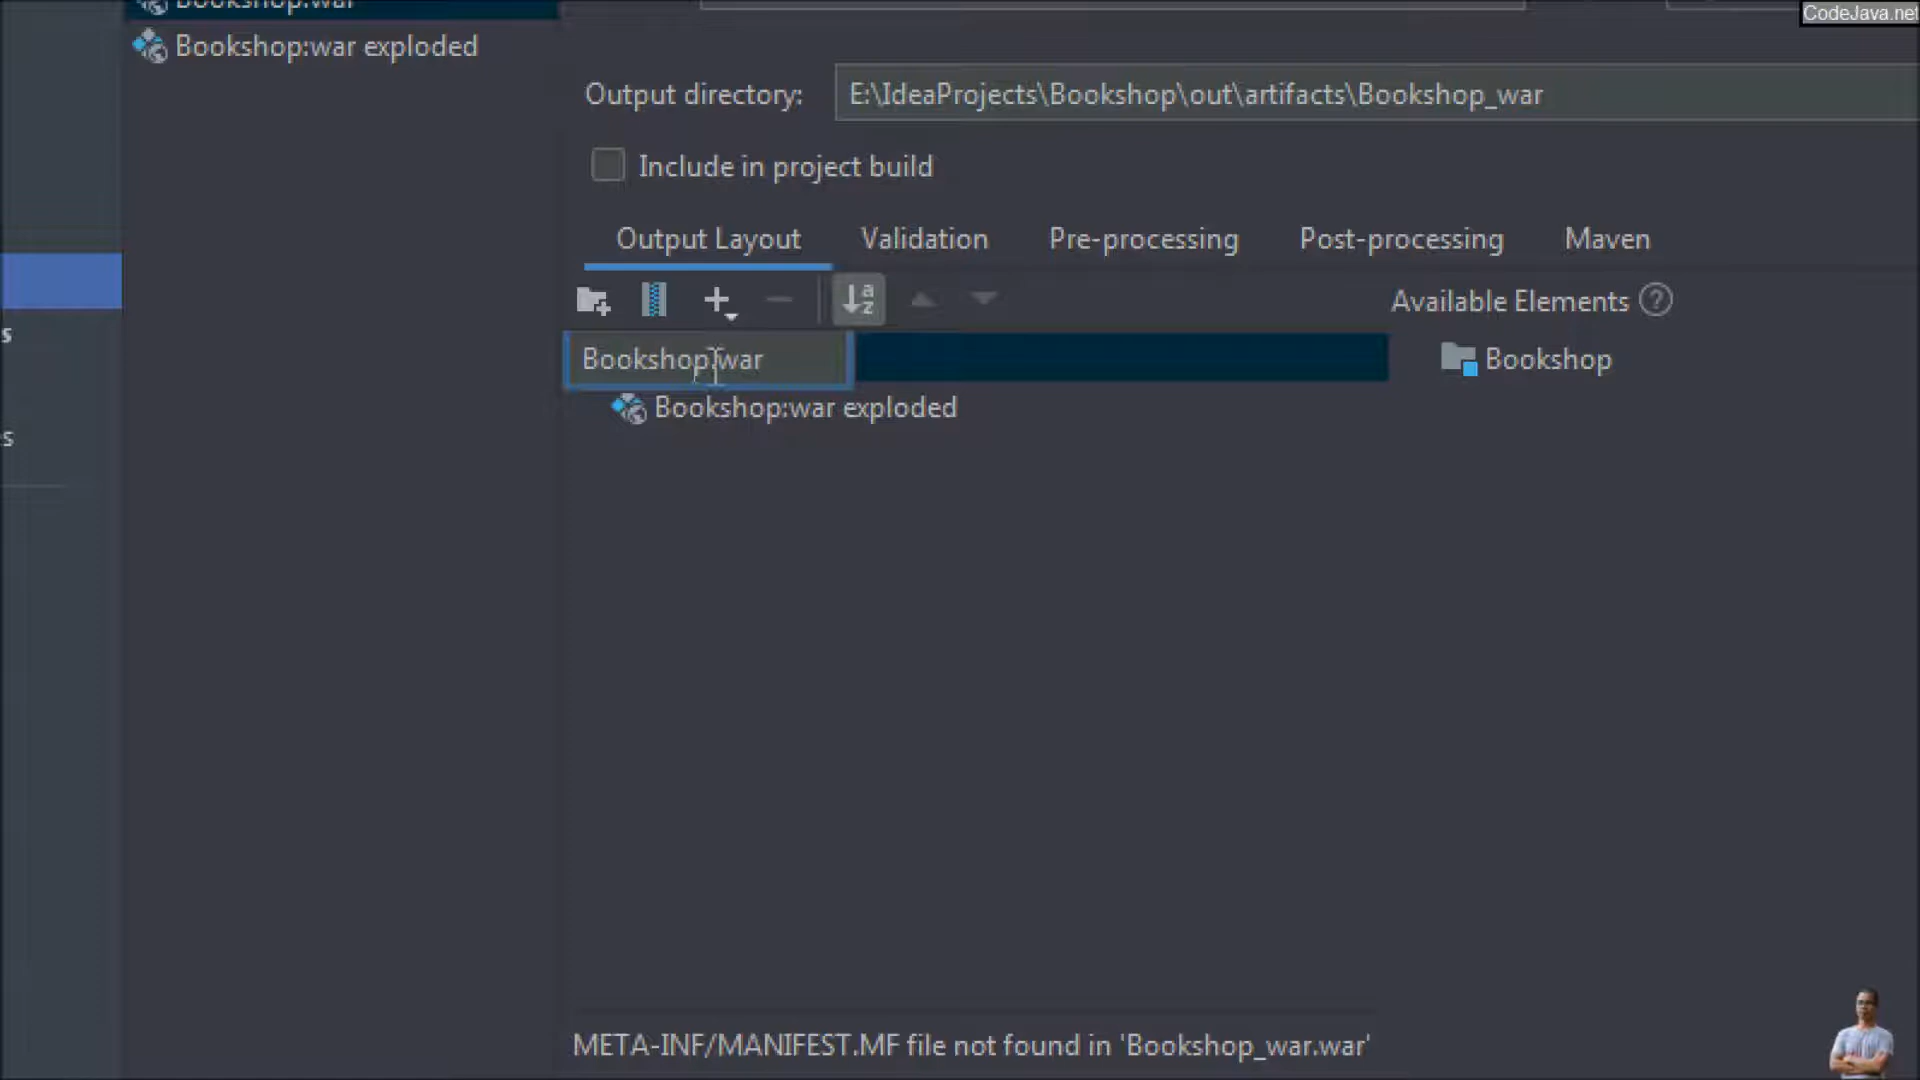 Bookshop:war
CodeJava.net
Bookshop:war exploded
Output directory: E:\IdeaProjects\Bookshop\out\artifacts\Bookshop_war
Include in project build
Output Layout Validation Pre-processing Post-processing Maven
Available Elements ?
Bookshop.war
Bookshop
Bookshop:war exploded
s
s
META-INF/MANIFEST.MF file not found in 'Bookshop_war.war'